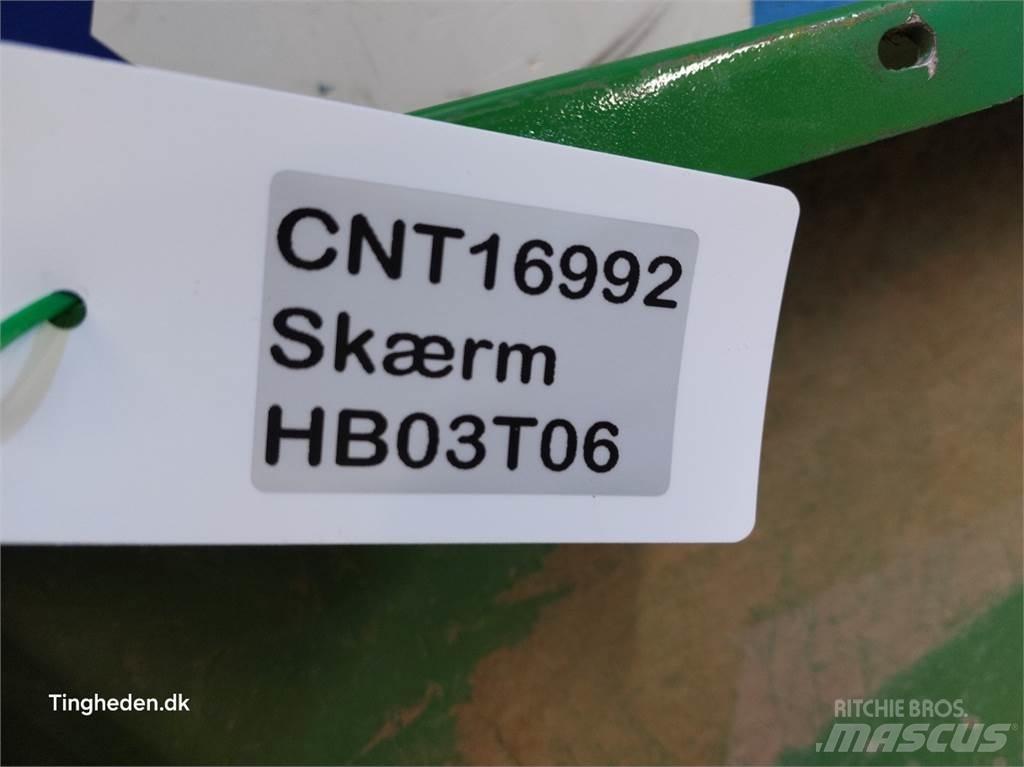 CNT16992
Skærm
HB03T06
Tingheden.dk
RITCHIE BROS.
MASCUS